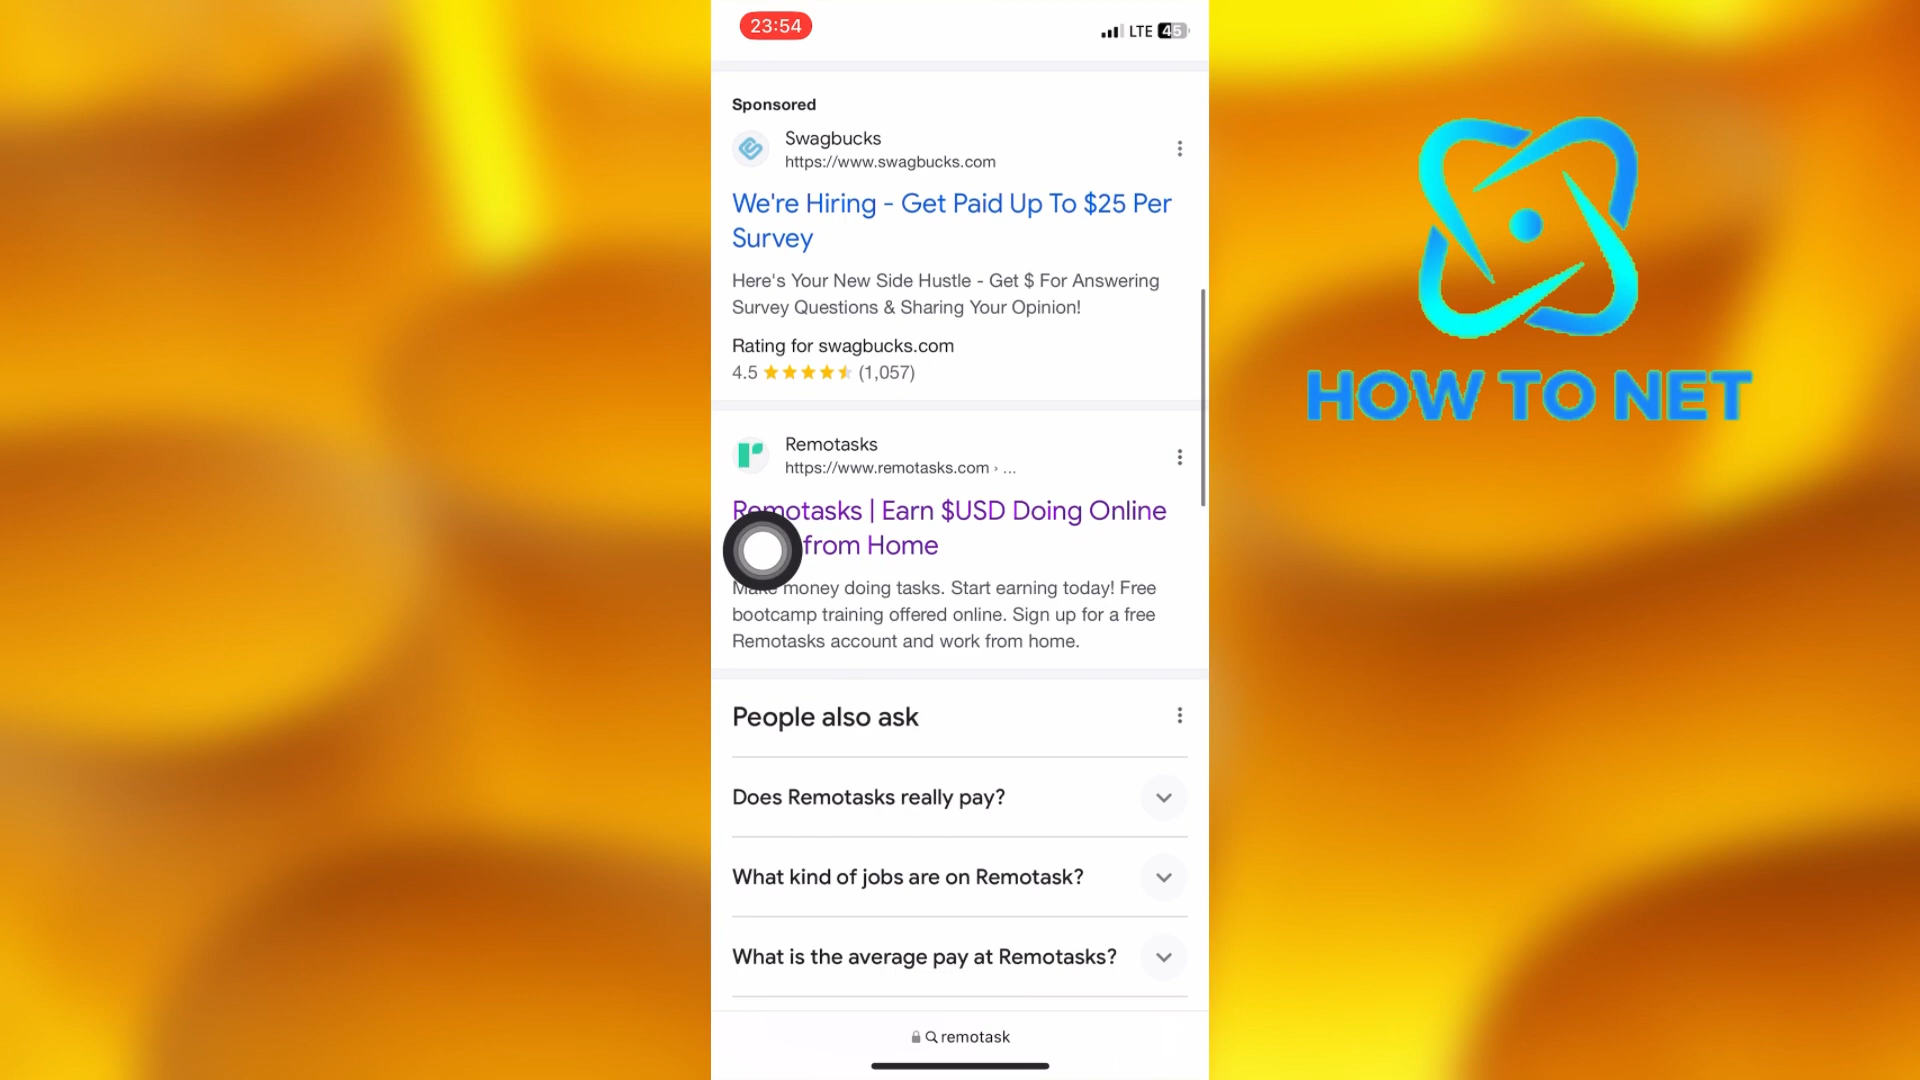 23:54
LTE 45
Sponsored
Swagbucks
https://www.swagbucks.com
We're Hiring - Get Paid Up To $25 Per
Survey
Here's Your New Side Hustle - Get $ For Answering
Survey Questions & Sharing Your Opinion!
Rating for swagbucks.com
4.5 (1,057)
Remotasks
https://www.remotasks.com › ...
Remotasks | Earn $USD Doing Online
from Home
Make money doing tasks. Start earning today! Free
bootcamp training offered online. Sign up for a free
Remotasks account and work from home.
People also ask
Does Remotasks really pay?
What kind of jobs are on Remotask?
What is the average pay at Remotasks?
remotask
HOW TO NET